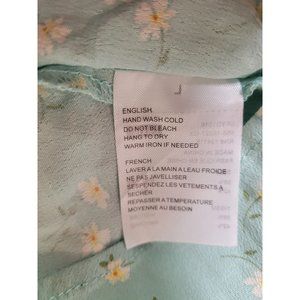 ENGLISH
HAND WASH COLD
DO NOT BLEACH
HANG TO DRY
WARM IRON IF NEEDED
FRENCH
LAVER A LA MAIN A L'EAU FROIDE
NE PAS JAVELLISER
SUSPENDEZ LES VETEMENTS A
SECHER
REPASSER A TEMPERATURE
MOYENNE AU BESOIN